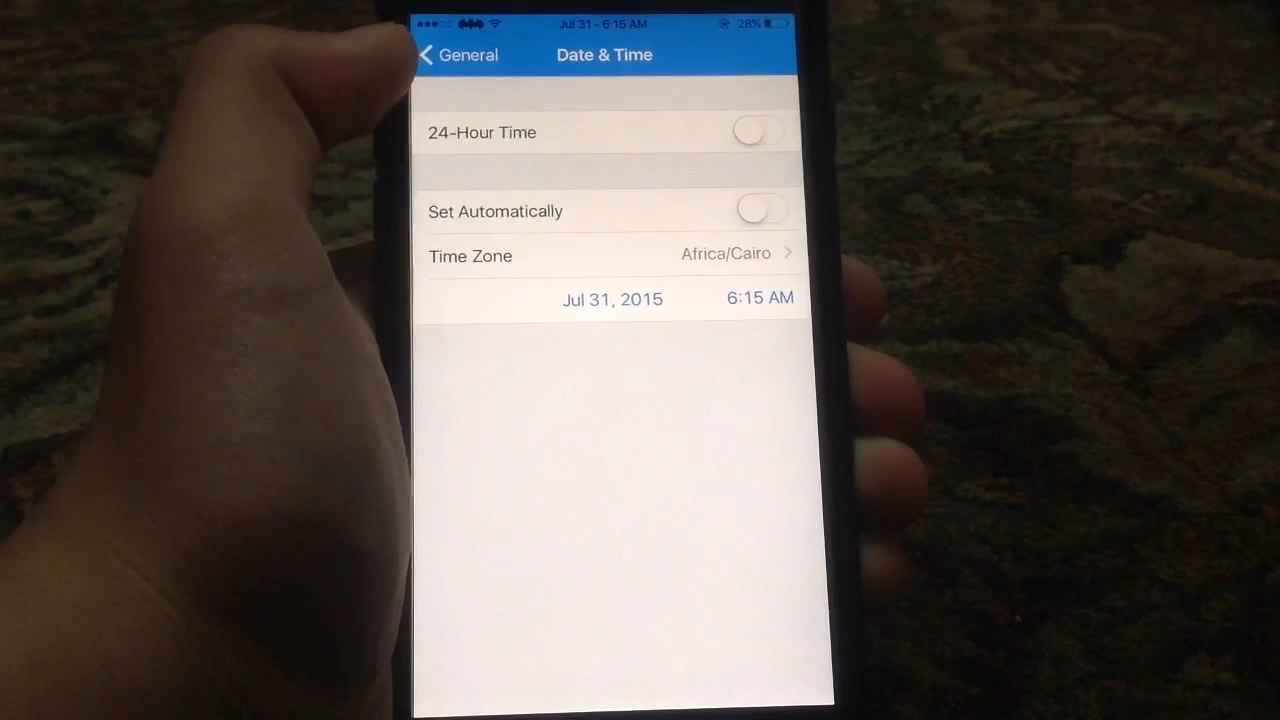 Jul 31 - 6:15 AM 28%
General Date & Time
24-Hour Time
Set Automatically
Time Zone Africa/Cairo
Jul 31, 2015 6:15 AM